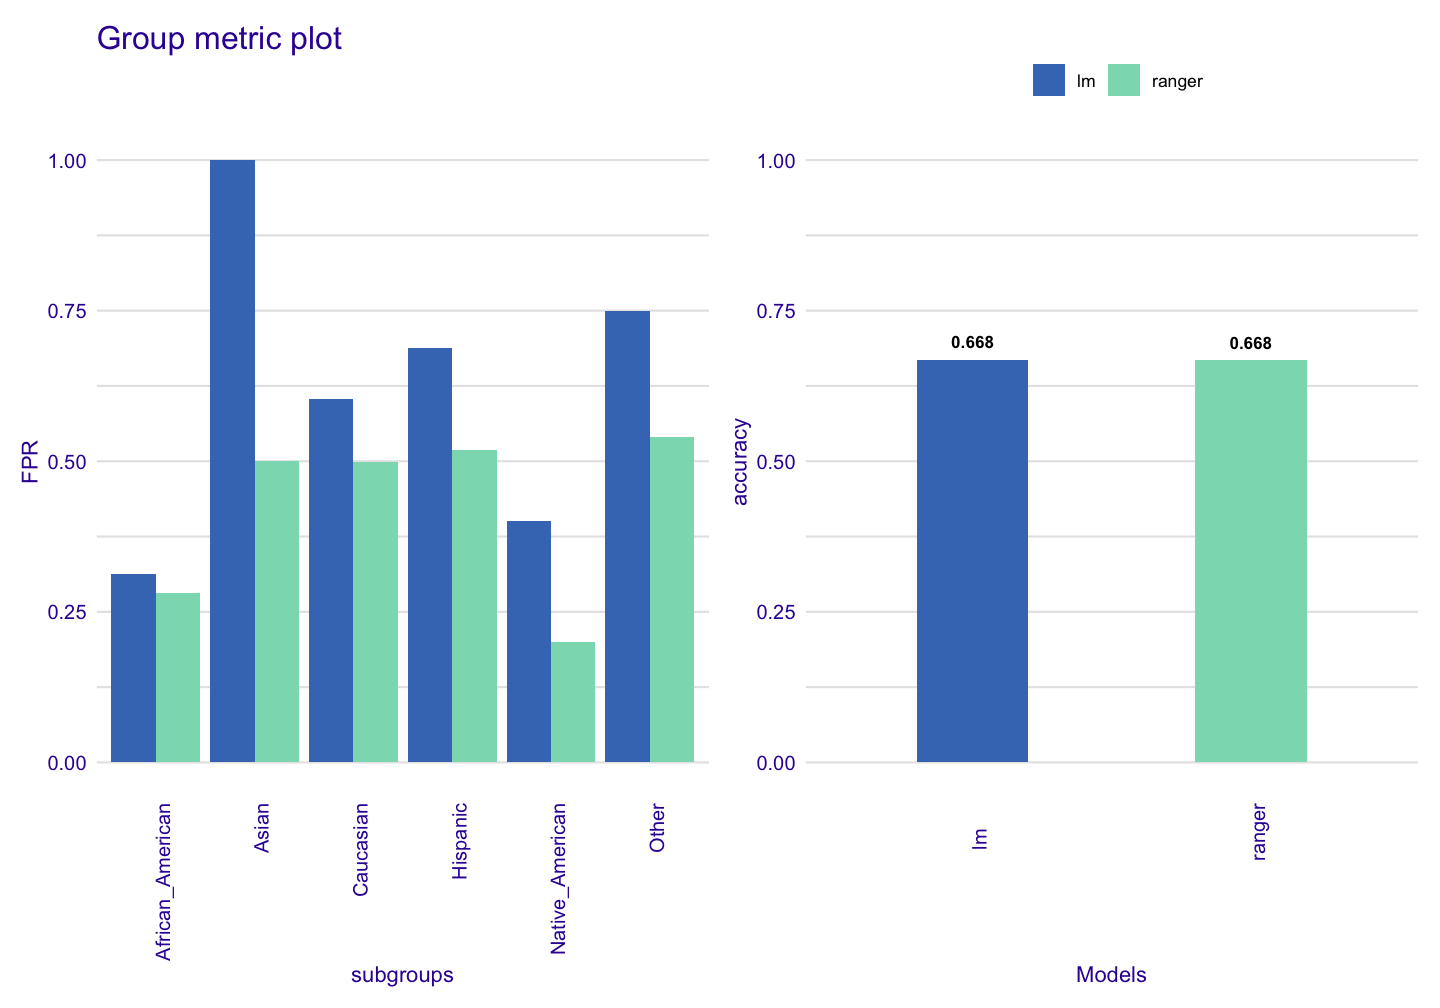 Group metric plot
lm
ranger
1.00
0.75
0.50
0.25
0.00
FPR
African_American
Asian
Caucasian
Hispanic
Native_American
Other
subgroups
1.00
0.75
0.50
0.25
0.00
accuracy
0.668
0.668
lm
ranger
Models